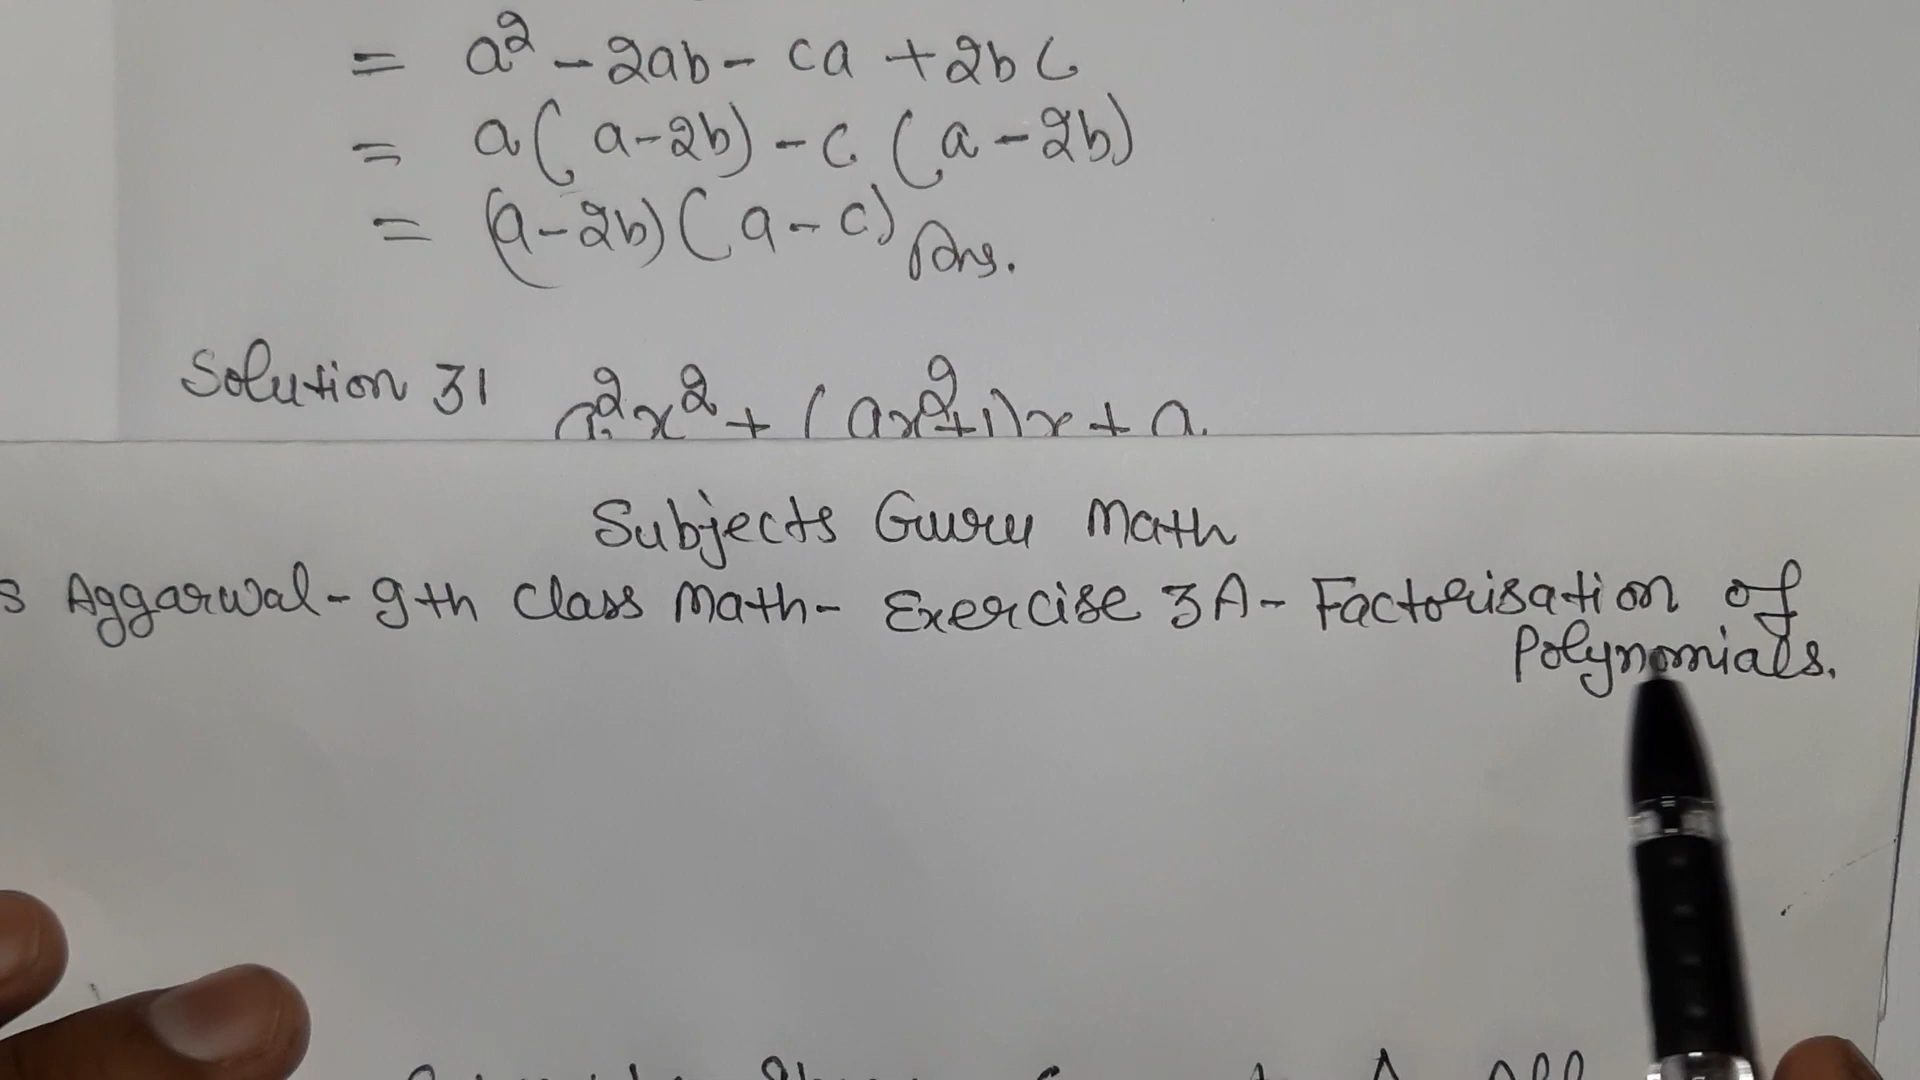 = a² - 2ab - ca + 2bc
= a(a-2b) - c(a-2b)
= (a-2b)(a-c) Ans.
Solution 31 a²x² + (ax²+1)x + a
Subjects Guru Math
s Aggarwal - 9th Class Math - Exercise 3A - Factorisation of
Polynomials.